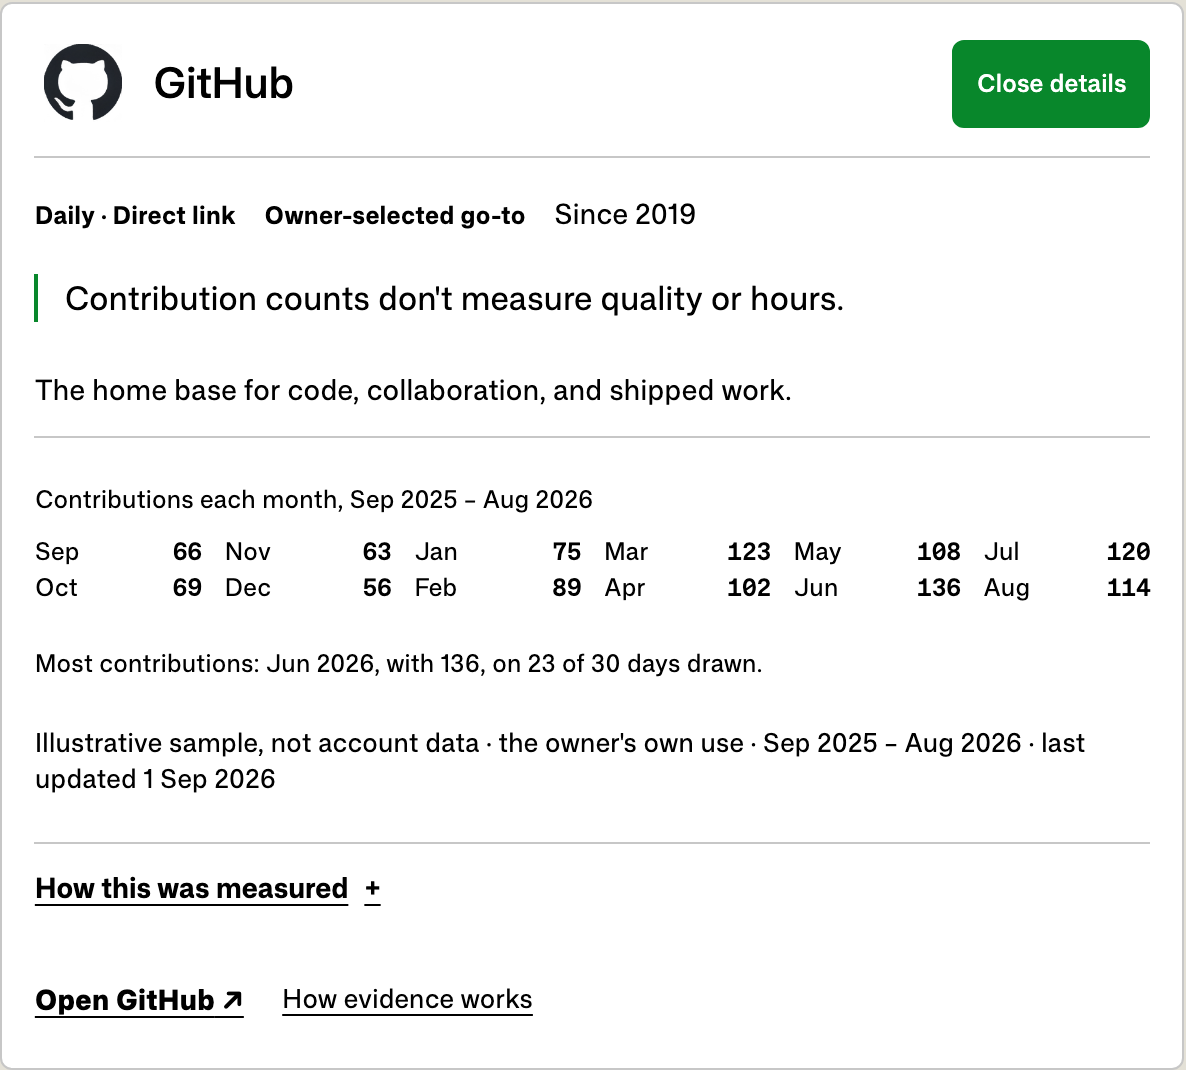 GitHub
Close details
Daily · Direct link Owner-selected go-to Since 2019
Contribution counts don't measure quality or hours.
The home base for code, collaboration, and shipped work.
Contributions each month, Sep 2025 – Aug 2026
Sep 66 Nov 63 Jan 75 Mar 123 May 108 Jul 120
Oct 69 Dec 56 Feb 89 Apr 102 Jun 136 Aug 114
Most contributions: Jun 2026, with 136, on 23 of 30 days drawn.
Illustrative sample, not account data · the owner's own use · Sep 2025 – Aug 2026 · last
updated 1 Sep 2026
How this was measured +
Open GitHub ↗ How evidence works